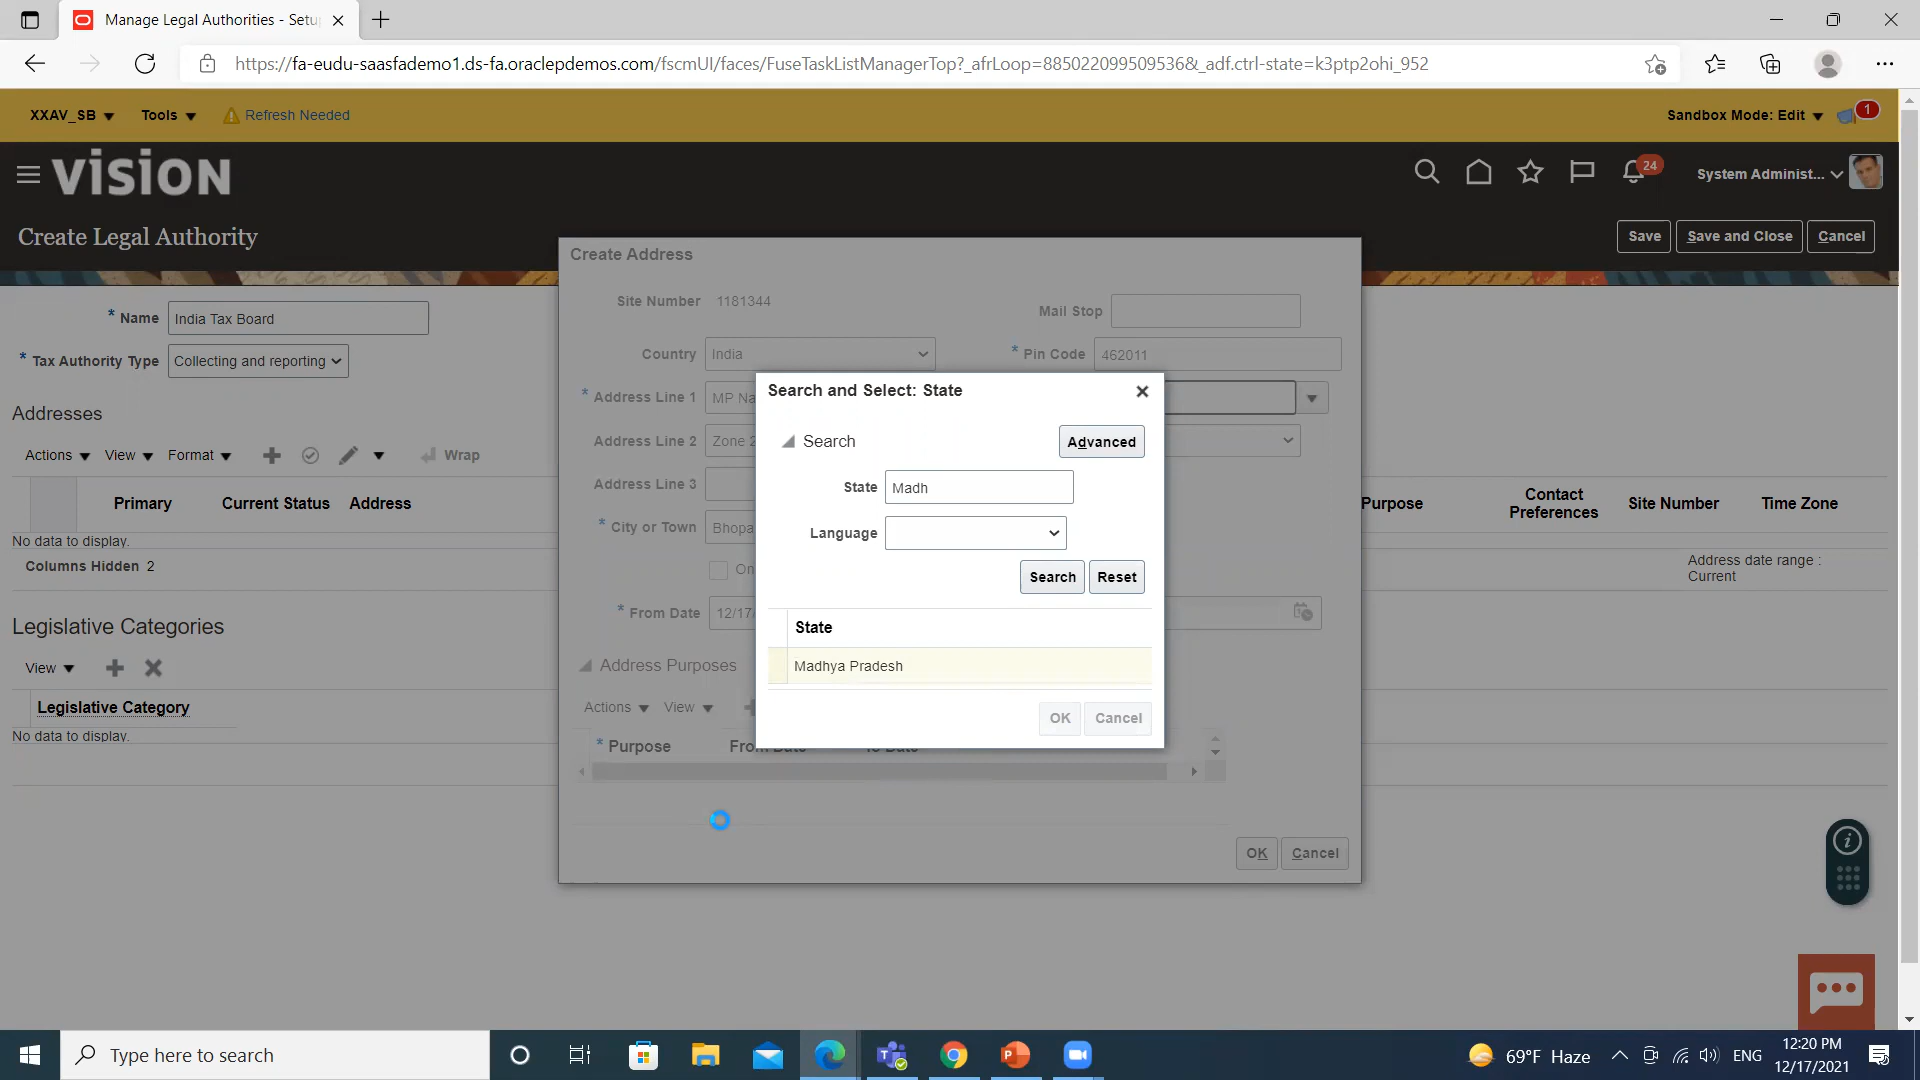 Manage Legal Authorities - Setu
https://fa-eudu-saasfademo1.ds-fa.oraclepdemos.com/fscmUI/faces/FuseTaskListManagerTop?_afrLoop=8850220995095366&_adf.ctrl-state=k3ptp2ohi_952
XXAV_SB Tools Refresh Needed Sandbox Mode: Edit 1
VISION 24 System Administ...
Create Legal Authority Save Save and Close Cancel
Create Address
* Name India Tax Board
* Tax Authority Type Collecting and reporting
Site Number 1181344 Mail Stop
Country India * Pin Code 462011
* Address Line 1 MP Na
Address Line 2 Zone 2
Address Line 3
* City or Town Bhopa
On
* From Date 12/17/
Address Purposes
Actions View
* Purpose From Date To Date
OK Cancel
Search and Select: State
Search Advanced
State Madh
Language
Search Reset
State
Madhya Pradesh
OK Cancel
Addresses
Actions View Format Wrap
Primary Current Status Address Purpose Contact Preferences Site Number Time Zone
No data to display.
Columns Hidden 2 Address date range : Current
Legislative Categories
View
Legislative Category
No data to display.
Type here to search 69°F Haze ENG 12:20 PM
12/17/2021